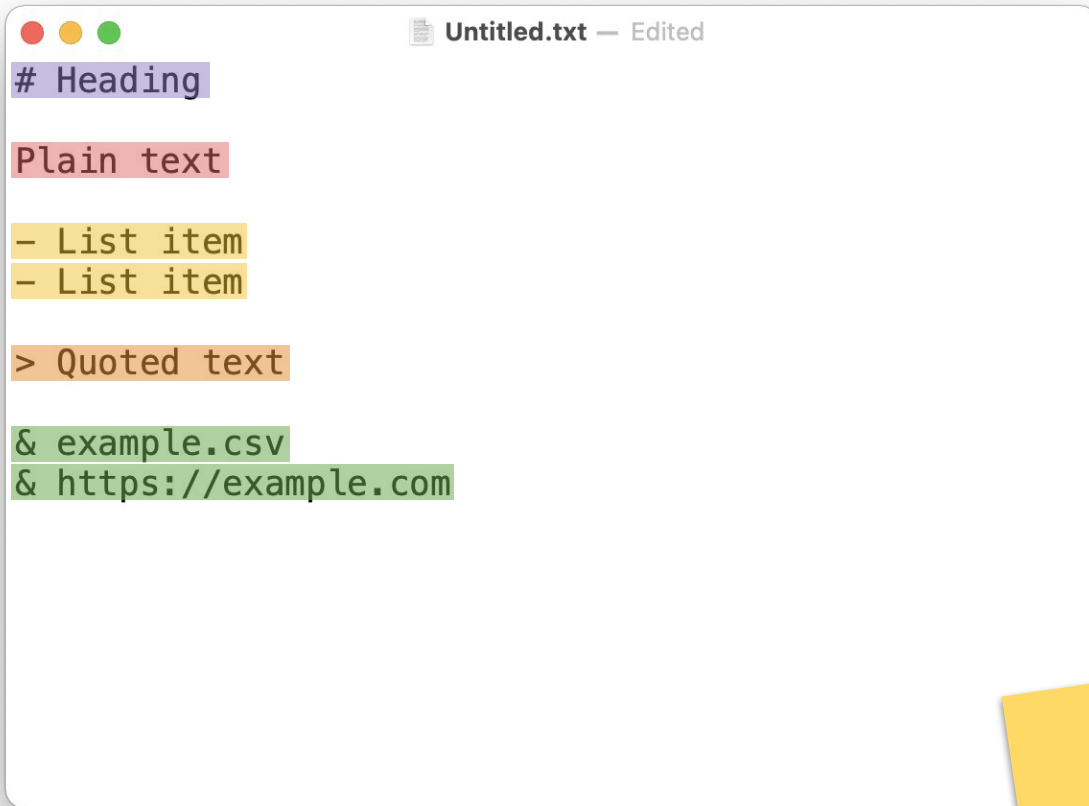 Untitled.txt — Edited
# Heading
Plain text
- List item
- List item
> Quoted text
& example.csv
& https://example.com